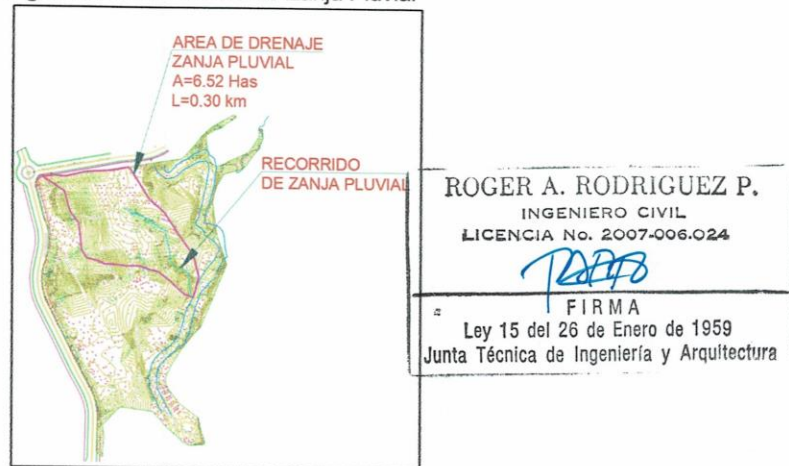 Zanja Pluvial
AREA DE DRENAJE
ZANJA PLUVIAL
A=6.52 Has
L=0.30 km
RECORRIDO
DE ZANJA PLUVIAL
ROGER A. RODRIGUEZ P.
INGENIERO CIVIL
LICENCIA No. 2007-006.024
FIRMA
Ley 15 del 26 de Enero de 1959
Junta Técnica de Ingeniería y Arquitectura